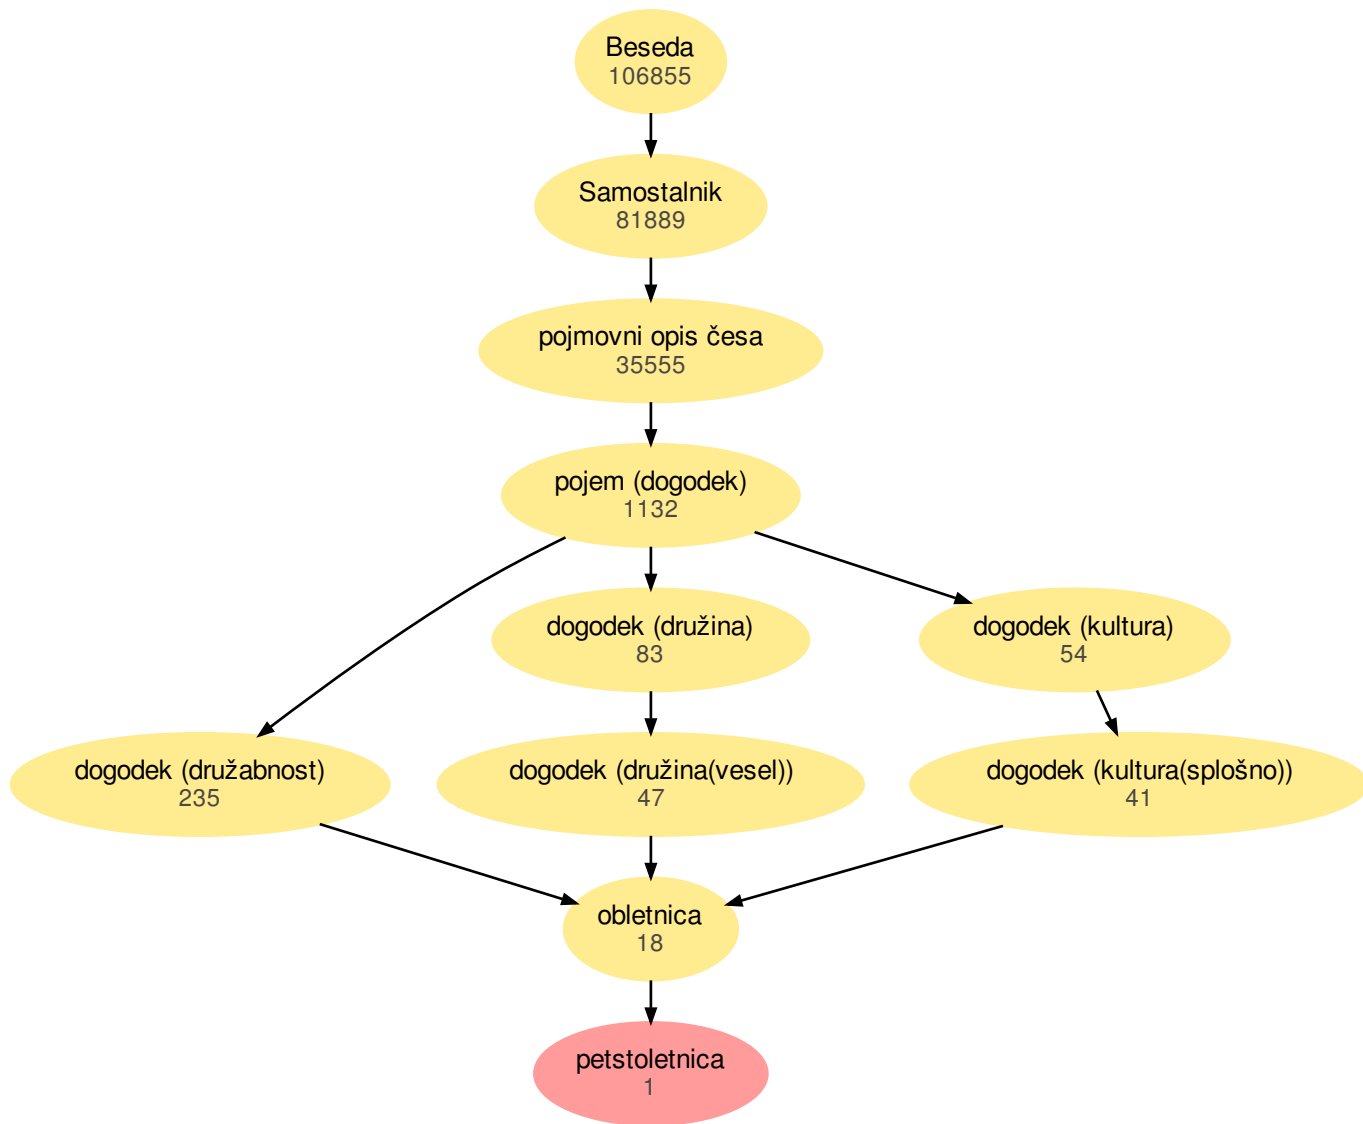 Beseda
106855
Samostalnik
81889
pojmovni opis česa
35555
pojem (dogodek)
1132
dogodek (družina)
83
dogodek (kultura)
54
dogodek (družabnost)
235
dogodek (družina(vesel))
47
dogodek (kultura(splošno))
41
obletnica
18
petstoletnica
1